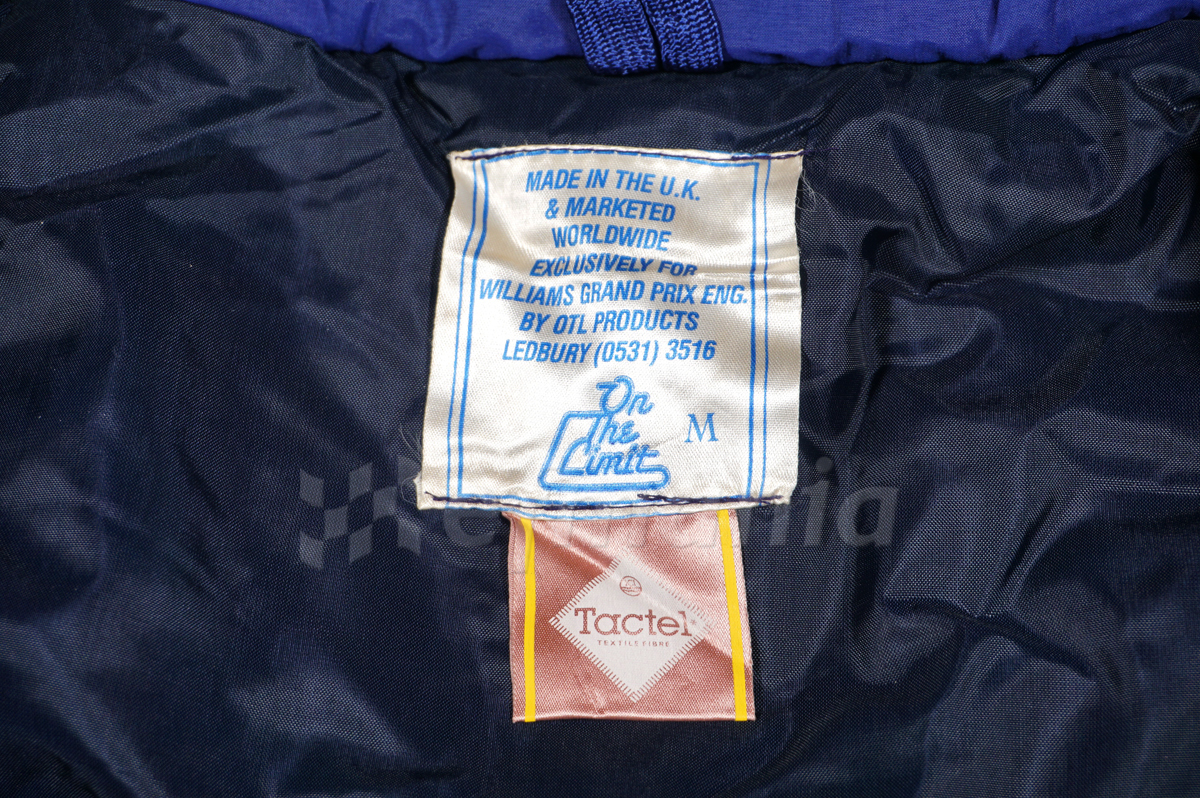 MADE IN THE U.K.
& MARKETED
WORLDWIDE
EXCLUSIVELY FOR
WILLIAMS GRAND PRIX ENG.
BY OTL PRODUCTS
LEDBURY (0531) 3516
On
The
Limit
M
Tactel
TEXTILE FIBRE